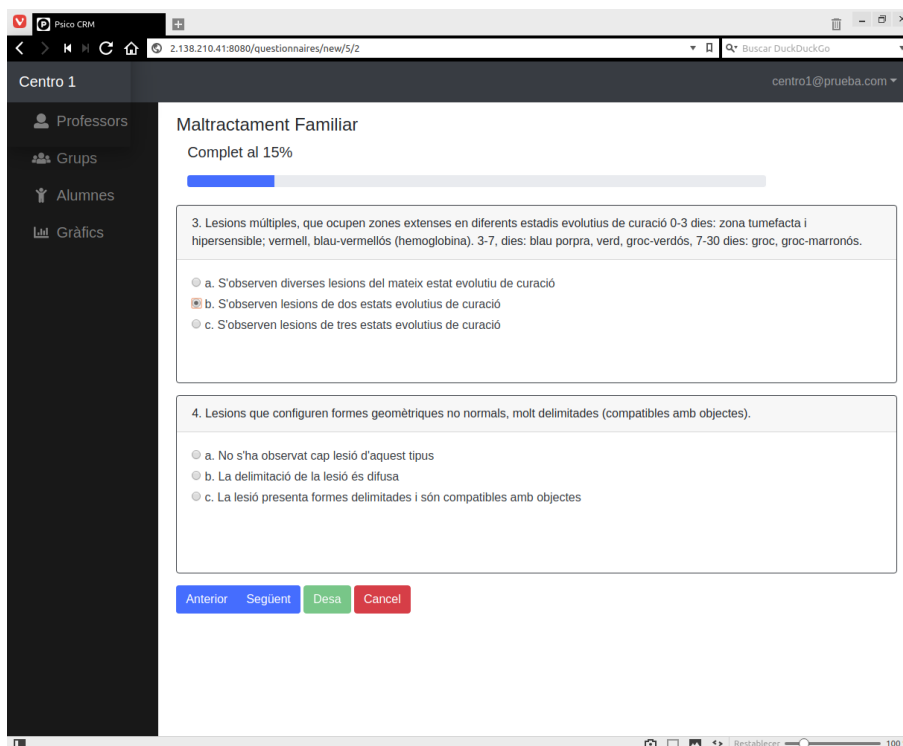 Psico CRM
2.138.210.41:8080/questionnaires/new/5/2
Buscar DuckDuckGo
Centro 1
centro1@prueba.com
Professors
Grups
Alumnes
Gràfics
Maltractament Familiar
Complet al 15%
3. Lesions múltiples, que ocupen zones extenses en diferents estadis evolutius de curació 0-3 dies: zona tumefacta i
hipersensible; vermell, blau-vermellós (hemoglobina). 3-7, dies: blau porpra, verd, groc-verdós, 7-30 dies: groc, groc-marronós.
a. S'observen diverses lesions del mateix estat evolutiu de curació
b. S'observen lesions de dos estats evolutius de curació
c. S'observen lesions de tres estats evolutius de curació
4. Lesions que configuren formes geomètriques no normals, molt delimitades (compatibles amb objectes).
a. No s'ha observat cap lesió d'aquest tipus
b. La delimitació de la lesió és difusa
c. La lesió presenta formes delimitades i són compatibles amb objectes
Anterior Següent Desa Cancel
Restablecer 100